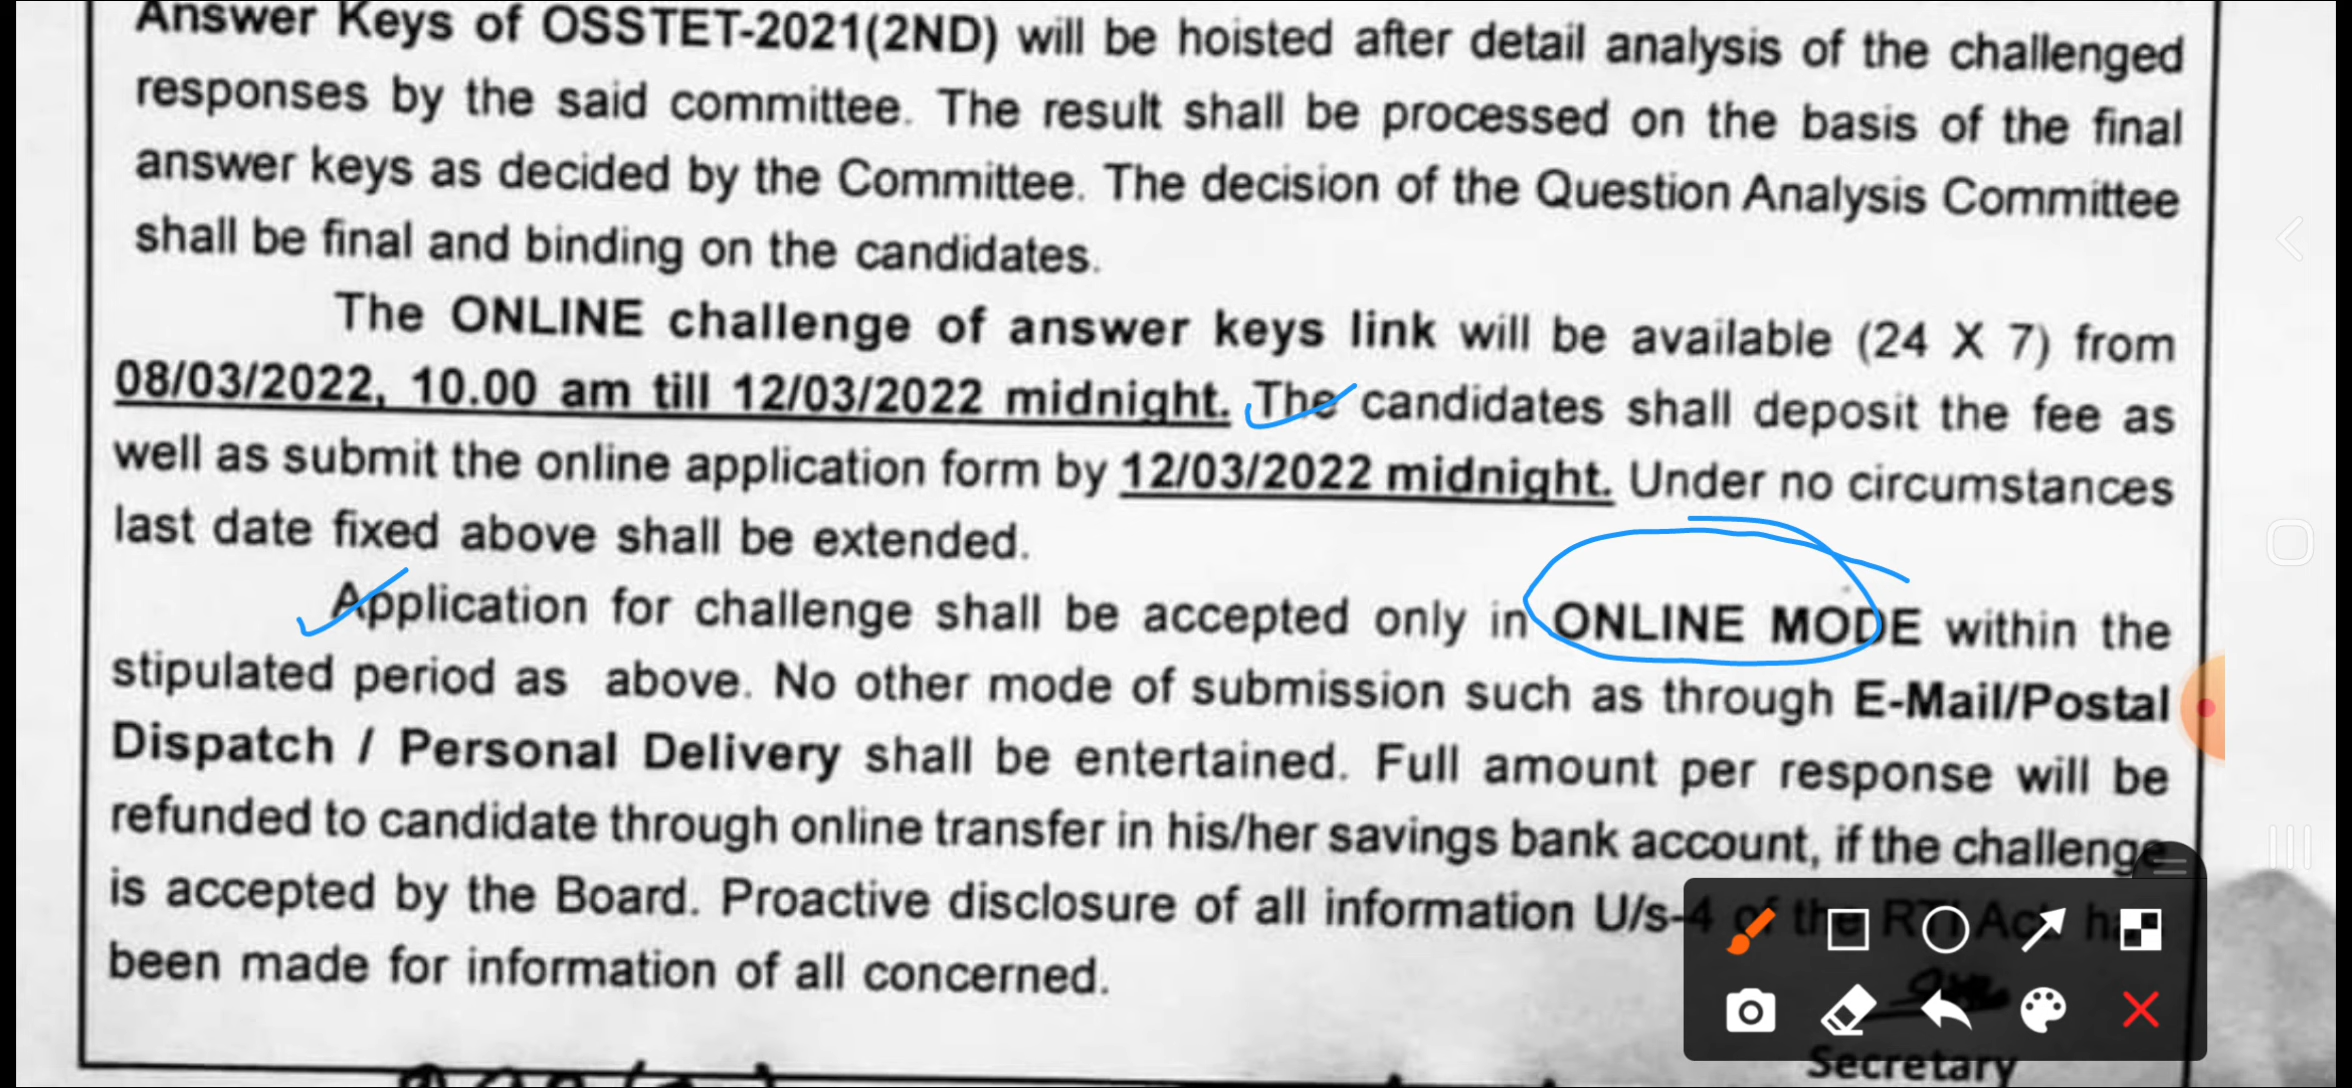 Answer Keys of OSSTET-2021(2ND) will be hoisted after detail analysis of the challenged
responses by the said committee. The result shall be processed on the basis of the final
answer keys as decided by the Committee. The decision of the Question Analysis Committee
shall be final and binding on the candidates.
The ONLINE challenge of answer keys link will be available (24 X 7) from
08/03/2022, 10.00 am till 12/03/2022 midnight. The candidates shall deposit the fee as
well as submit the online application form by 12/03/2022 midnight. Under no circumstances
last date fixed above shall be extended.
Application for challenge shall be accepted only in ONLINE MODE within the
stipulated period as above. No other mode of submission such as through E-Mail/Postal
Dispatch / Personal Delivery shall be entertained. Full amount per response will be
refunded to candidate through online transfer in his/her savings bank account, if the challenge
is accepted by the Board. Proactive disclosure of all information U/s-4 of the RTI Act
been made for information of all concerned.
Secretary